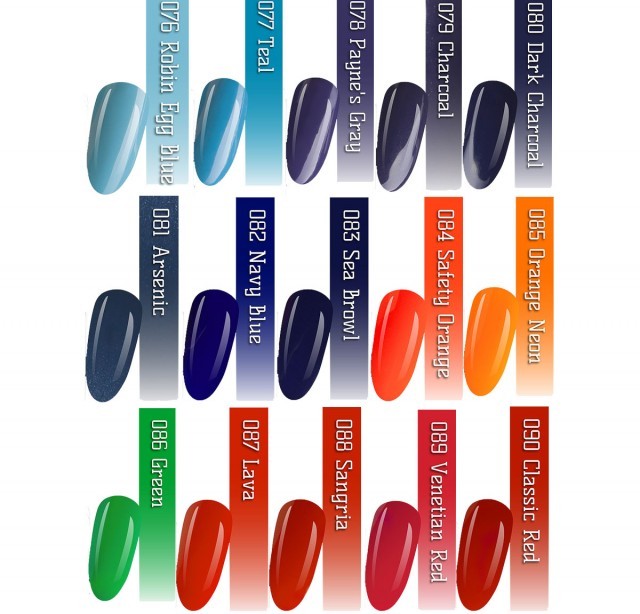 076 Robin Egg Blue
077 Teal
078 Payne's Gray
079 Charcoal
080 Dark Charcoal
081 Arsenic
082 Navy Blue
083 Sea Browl
084 Safety Orange
085 Orange Neon
086 Green
087 Lava
088 Sangria
089 Venetian Red
090 Classic Red